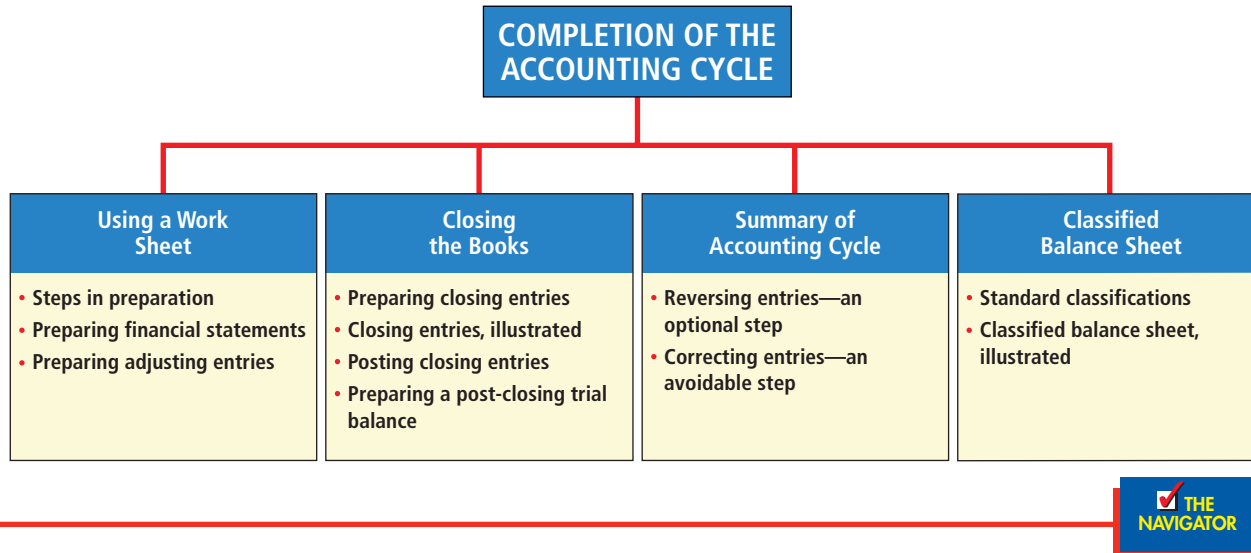 COMPLETION OF THE
ACCOUNTING CYCLE
Using a Work
Sheet
• Steps in preparation
• Preparing financial statements
• Preparing adjusting entries
Closing
the Books
• Preparing closing entries
• Closing entries, illustrated
• Posting closing entries
• Preparing a post-closing trial
balance
Summary of
Accounting Cycle
• Reversing entries—an
optional step
• Correcting entries—an
avoidable step
Classified
Balance Sheet
• Standard classifications
• Classified balance sheet,
illustrated
THE
NAVIGATOR